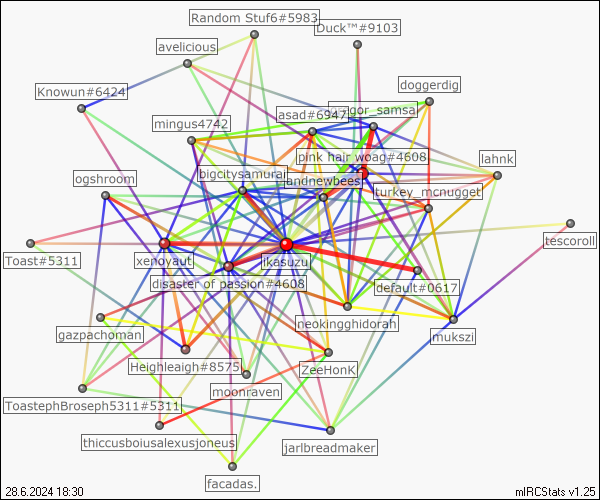 Random Stuf6#5983
Duck™#9103
avelicious
Knowun#6424
doggerdig
asad#6947
gor_samsa
mingus4742
pink hair woag#4608
lahnk
bigcitysamurai
andnewbees
ogshroom
turkey_mcnugget
tescoroll
Toast#5311
xenoyaut
ikasuzu
disaster of passion#4608
default#0617
neokingghidorah
mukszi
gazpachoman
Heighleaigh#8575
ZeeHonK
moonraven
ToastephBroseph5311#5311
thiccusboiusalexusjoneus
jarlbreadmaker
facadas.
28.6.2024 18:30
mIRCStats v1.25